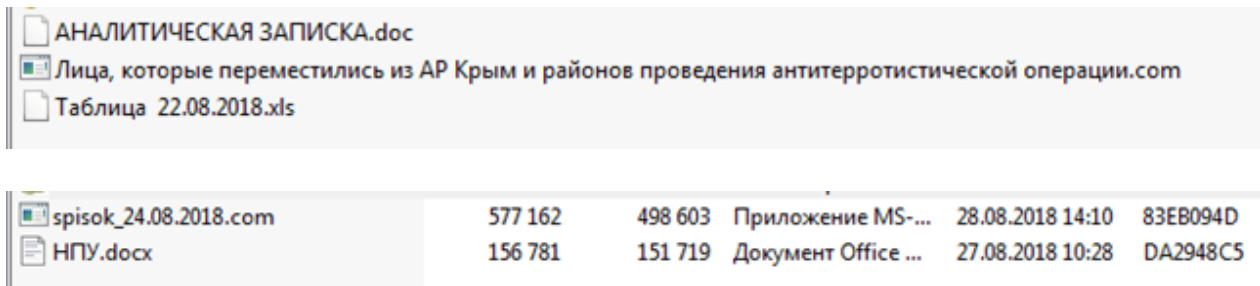 АНАЛИТИЧЕСКАЯ ЗАПИСКА.doc
Лица, которые переместились из АР Крым и районов проведения антитерротистической операции.com
Таблица 22.08.2018.xls
spisok_24.08.2018.com 577 162 498 603 Приложение MS-... 28.08.2018 14:10 83EB094D
НПУ.docx 156 781 151 719 Документ Office ... 27.08.2018 10:28 DA2948C5